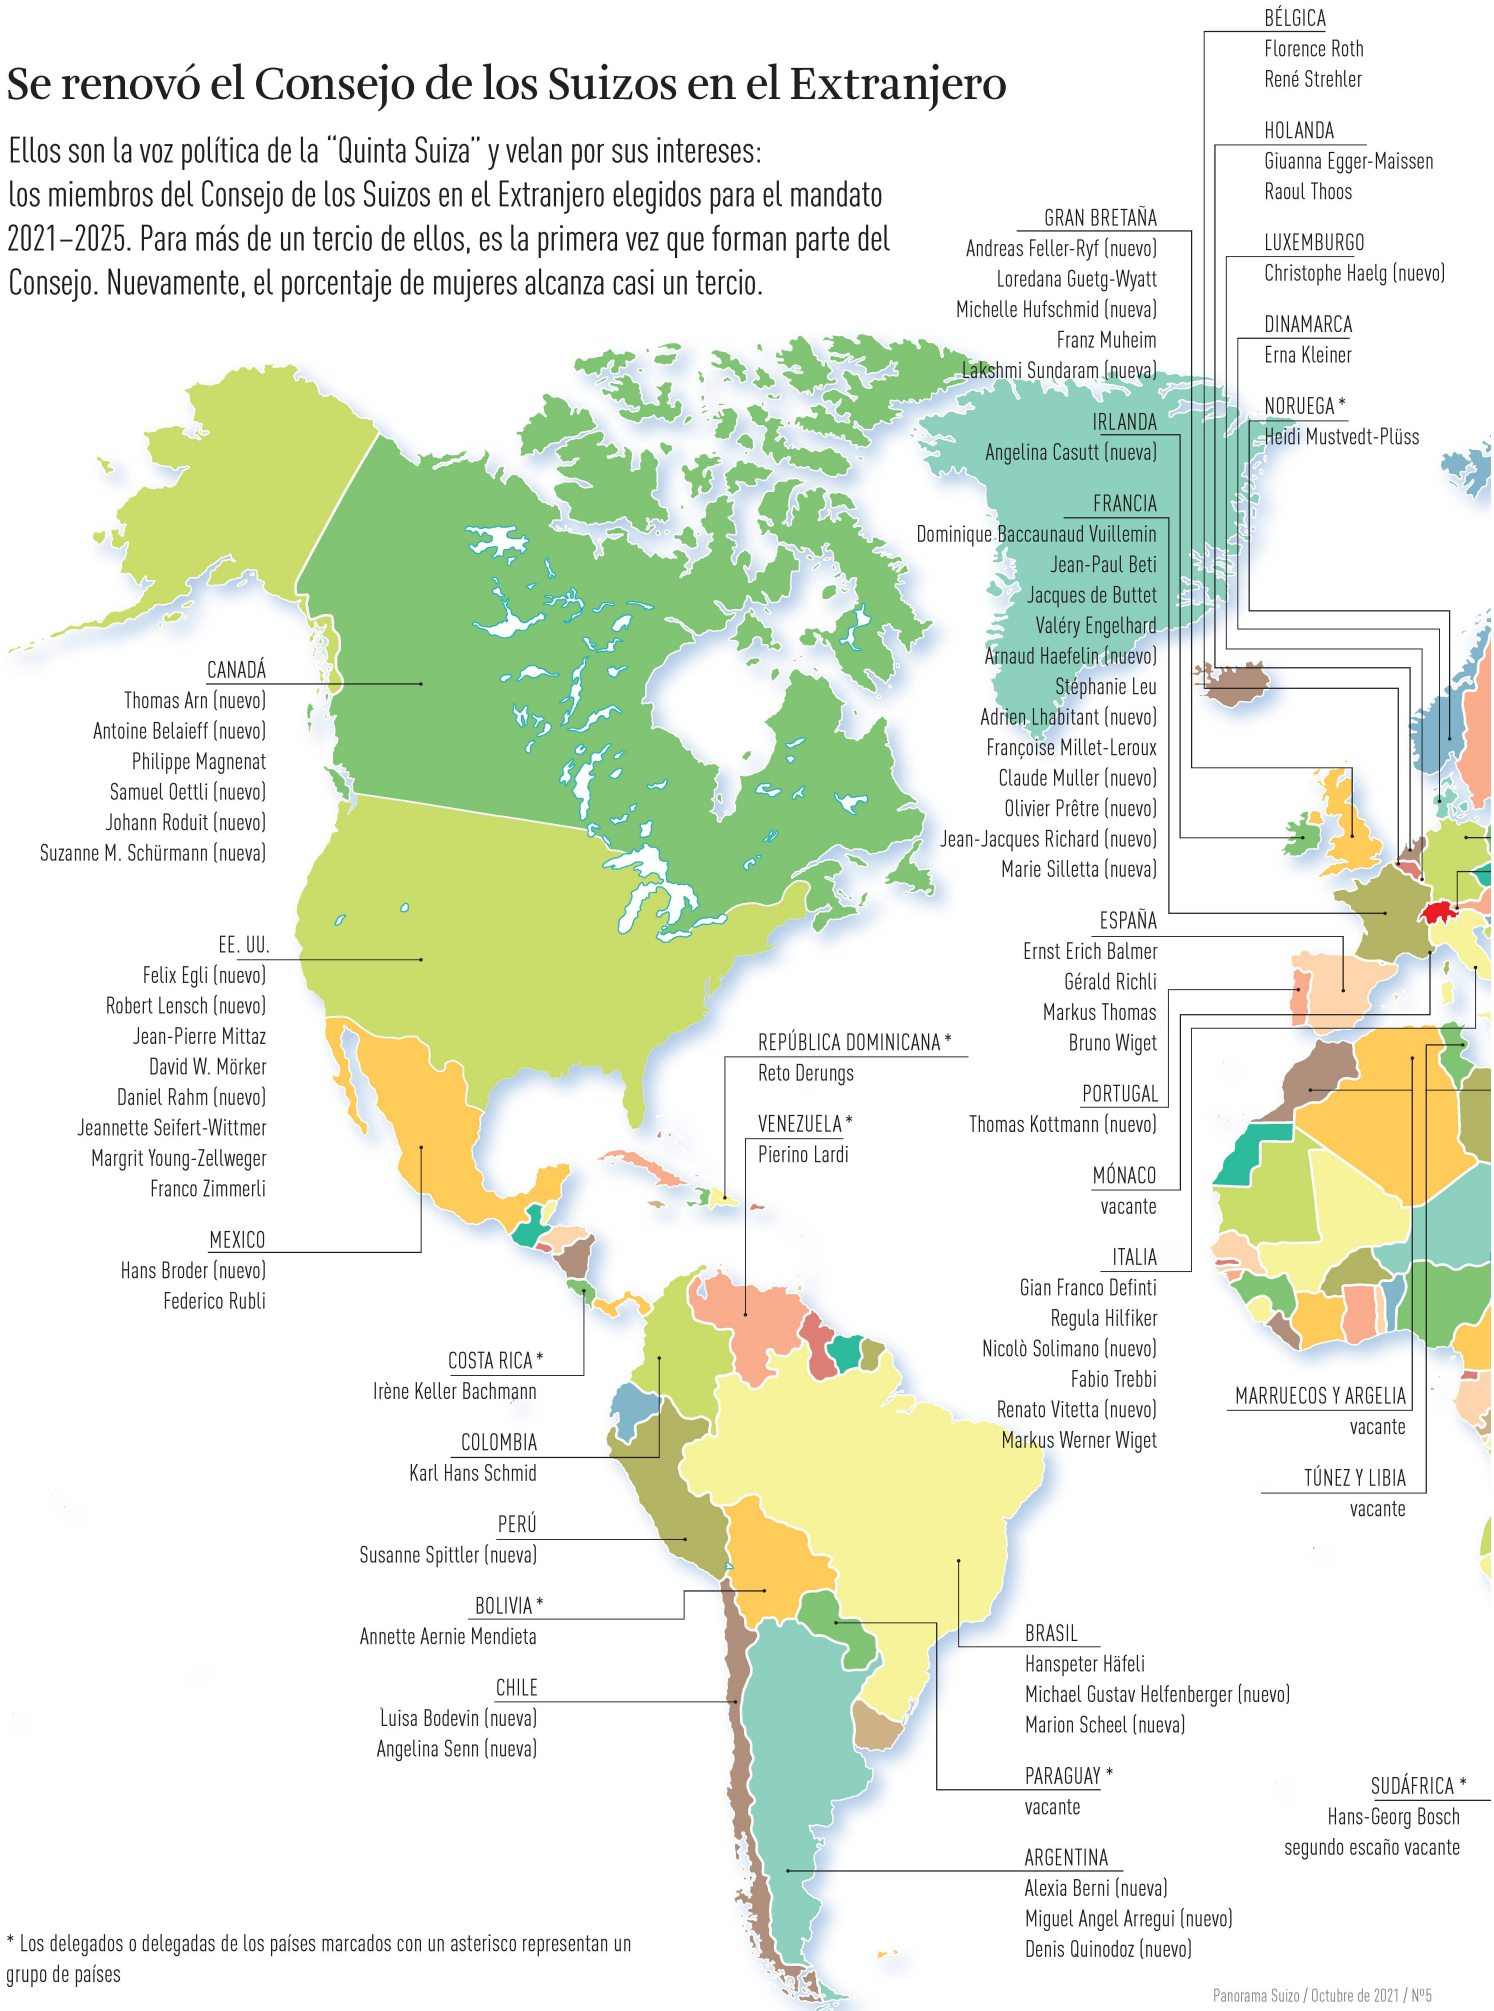 Se renovó el Consejo de los Suizos en el Extranjero
Ellos son la voz política de la “Quinta Suiza” y velan por sus intereses:
los miembros del Consejo de los Suizos en el Extranjero elegidos para el mandato
2021–2025. Para más de un tercio de ellos, es la primera vez que forman parte del
Consejo. Nuevamente, el porcentaje de mujeres alcanza casi un tercio.
BÉLGICA
Florence Roth
René Strehler
HOLANDA
Giuanna Egger-Maissen
Raoul Thoos
LUXEMBURGO
Christophe Haelg (nuevo)
DINAMARCA
Erna Kleiner
NORUEGA *
Heidi Mustvedt-Plüss
GRAN BRETAÑA
Andreas Feller-Ryf (nuevo)
Loredana Guetg-Wyatt
Michelle Hufschmid (nueva)
Franz Muheim
Lakshmi Sundaram (nueva)
IRLANDA
Angelina Casutt (nueva)
FRANCIA
Dominique Baccaunaud Vuillemin
Jean-Paul Beti
Jacques de Buttet
Valéry Engelhard
Arnaud Haefelin (nuevo)
Stéphanie Leu
Adrien Lhabitant (nuevo)
Françoise Millet-Leroux
Claude Muller (nuevo)
Olivier Prêtre (nuevo)
Jean-Jacques Richard (nuevo)
Marie Silletta (nueva)
ESPAÑA
Ernst Erich Balmer
Gérald Richli
Markus Thomas
Bruno Wiget
PORTUGAL
Thomas Kottmann (nuevo)
MÓNACO
vacante
ITALIA
Gian Franco Definti
Regula Hilfiker
Nicolò Solimano (nuevo)
Fabio Trebbi
Renato Vitetta (nuevo)
Markus Werner Wiget
MARRUECOS Y ARGELIA
vacante
TÚNEZ Y LIBIA
vacante
CANADÁ
Thomas Arn (nuevo)
Antoine Belaieff (nuevo)
Philippe Magnenat
Samuel Oettli (nuevo)
Johann Roduit (nuevo)
Suzanne M. Schürmann (nueva)
EE. UU.
Felix Egli (nuevo)
Robert Lensch (nuevo)
Jean-Pierre Mittaz
David W. Mörker
Daniel Rahm (nuevo)
Jeannette Seifert-Wittmer
Margrit Young-Zellweger
Franco Zimmerli
MEXICO
Hans Broder (nuevo)
Federico Rubli
REPÚBLICA DOMINICANA *
Reto Derungs
VENEZUELA *
Pierino Lardi
COSTA RICA *
Irène Keller Bachmann
COLOMBIA
Karl Hans Schmid
PERÚ
Susanne Spittler (nueva)
BOLIVIA *
Annette Aernie Mendieta
CHILE
Luisa Bodevin (nueva)
Angelina Senn (nueva)
BRASIL
Hanspeter Häfeli
Michael Gustav Helfenberger (nuevo)
Marion Scheel (nueva)
PARAGUAY *
vacante
ARGENTINA
Alexia Berni (nueva)
Miguel Angel Arregui (nuevo)
Denis Quinodoz (nuevo)
SUDÁFRICA *
Hans-Georg Bosch
segundo escaño vacante
* Los delegados o delegadas de los países marcados con un asterisco representan un
grupo de países
Panorama Suizo / Octubre de 2021 / Nº5